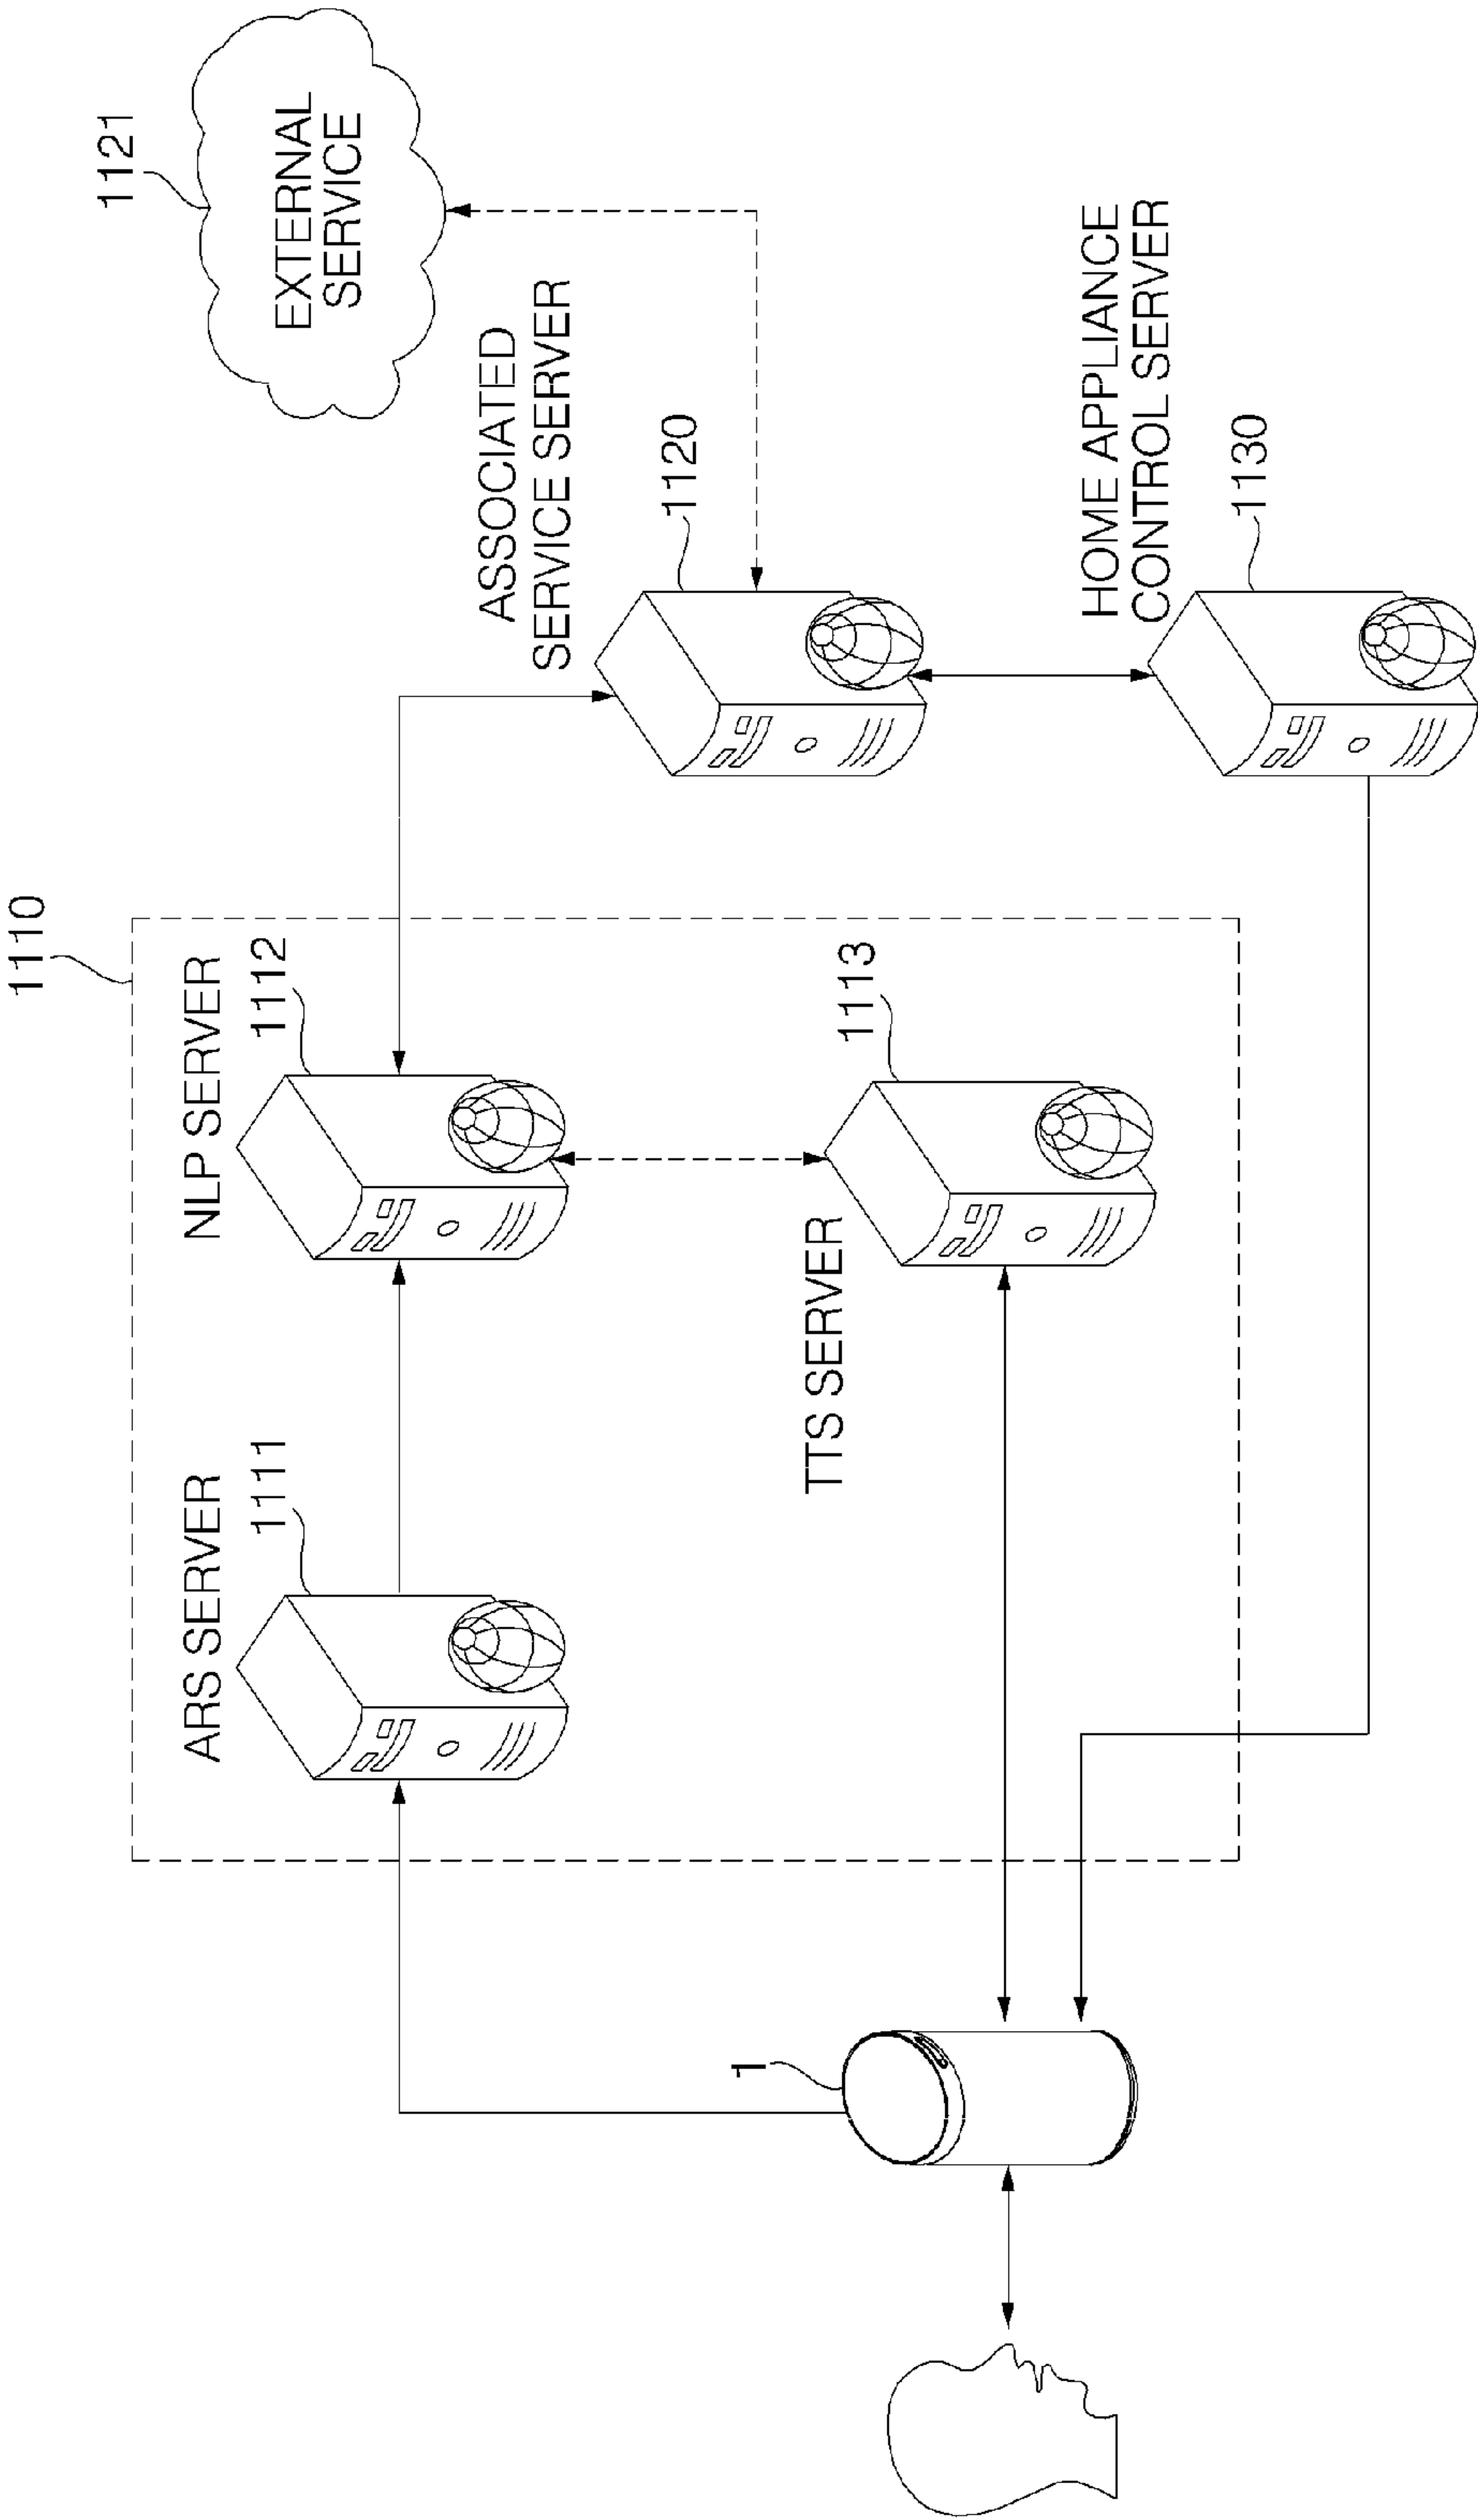 1110
1121
EXTERNAL
SERVICE
ARS SERVER
1111
NLP SERVER
1112
ASSOCIATED
SERVICE SERVER
1120
1
TTS SERVER
1113
HOME APPLIANCE
CONTROL SERVER
1130